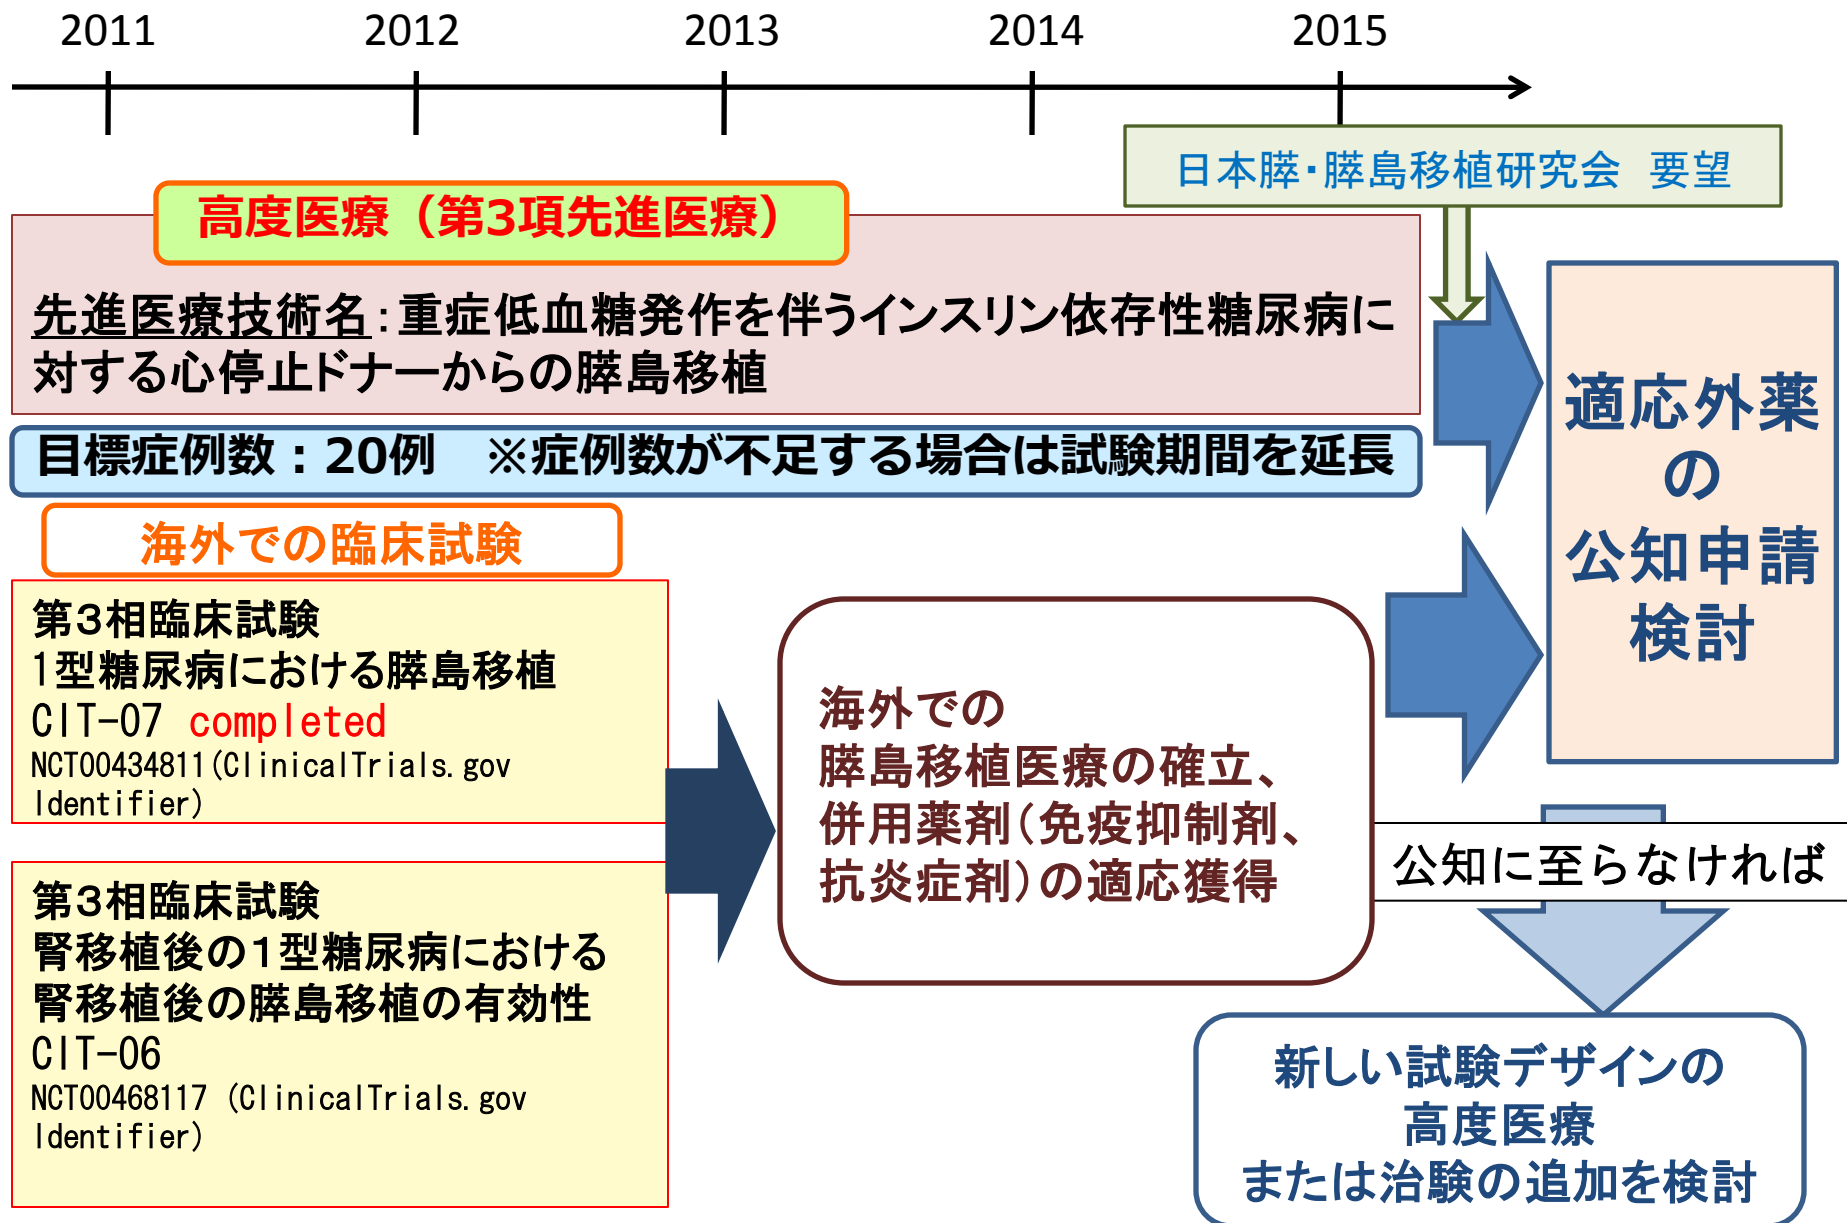 2011 2012 2013 2014 2015
日本膵・膵島移植研究会　要望
高度医療（第3項先進医療）
先進医療技術名：重症低血糖発作を伴うインスリン依存性糖尿病に
対する心停止ドナーからの膵島移植
目標症例数：20例　※症例数が不足する場合は試験期間を延長
海外での臨床試験
第３相臨床試験
1型糖尿病における膵島移植
CIT-07 completed
NCT00434811(ClinicalTrials.gov
Identifier)
第３相臨床試験
腎移植後の１型糖尿病における
腎移植後の膵島移植の有効性
CIT-06
NCT00468117 (ClinicalTrials.gov
Identifier)
海外での
膵島移植医療の確立、
併用薬剤（免疫抑制剤、
抗炎症剤）の適応獲得
適応外薬
の
公知申請
検討
公知に至らなければ
新しい試験デザインの
高度医療
または治験の追加を検討